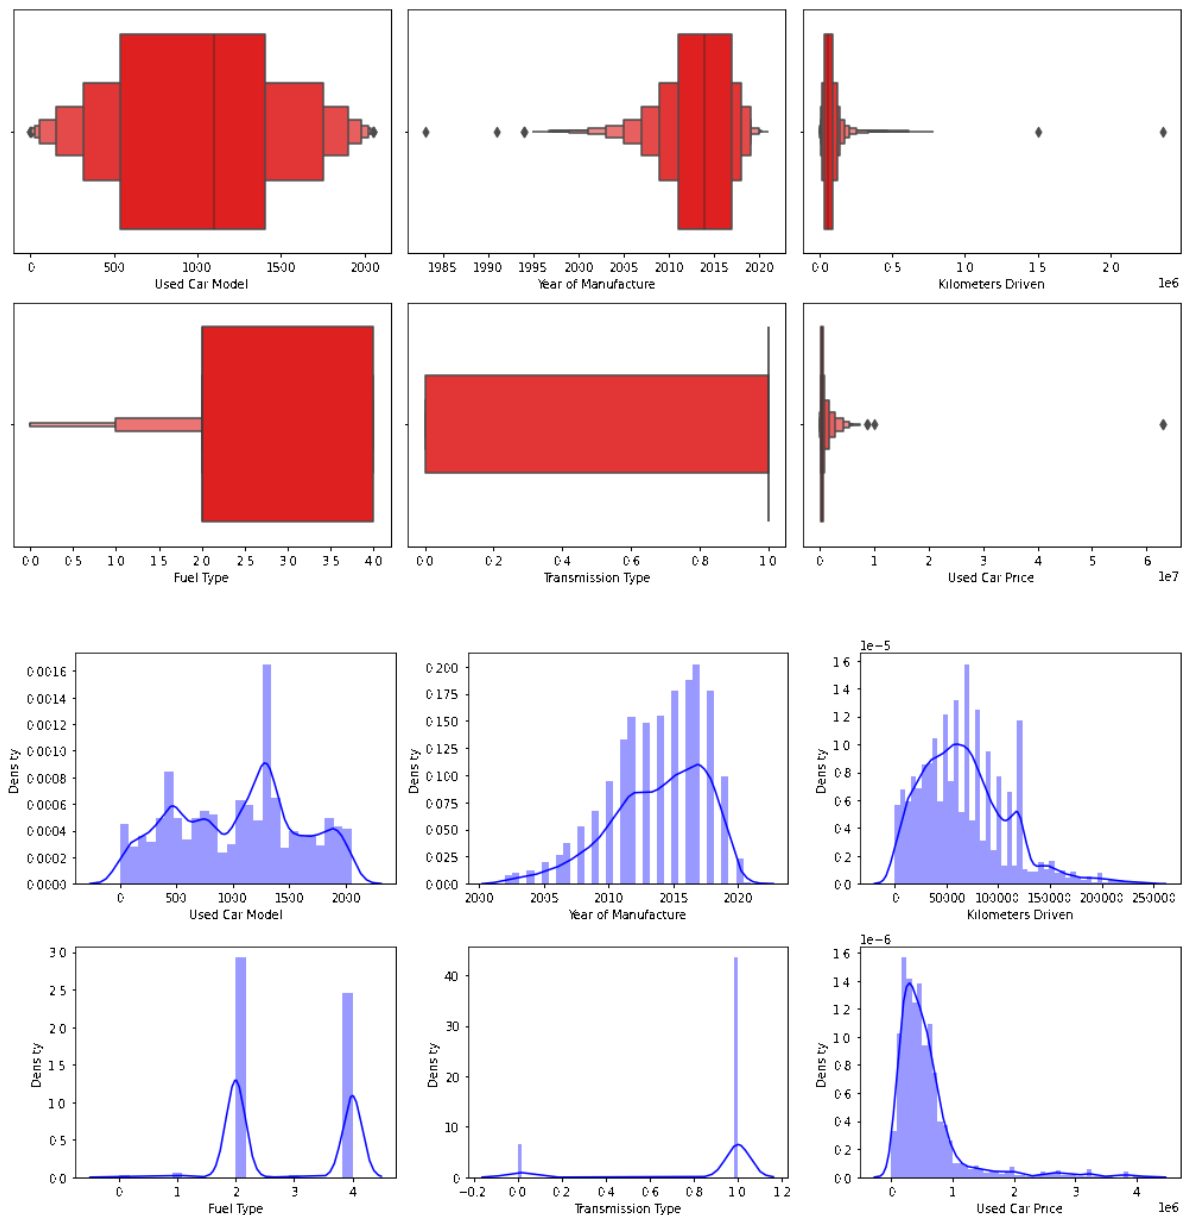 0 500 1000 1500 2000
Used Car Model
1985 1990 1995 2000 2005 2010 2015 2020
Year of Manufacture
0·0 0·5 1·0 1·5 2·0
1e6
Kilometers Driven
0·0 0·5 1·0 1·5 2·0 2·5 3·0 3·5 4·0
Fuel Type
0·0 0·2 0·4 0·6 0·8 1·0
Transmission Type
0 1 2 3 4 5 6
1e7
Used Car Price
0·0016
0·0014
0·0012
0·0010
0·0008
0·0006
0·0004
0·0002
0·0000
Density
0 500 1000 1500 2000
Used Car Model
0·200
0·175
0·150
0·125
0·100
0·075
0·050
0·025
0·000
Density
2000 2005 2010 2015 2020
Year of Manufacture
1e−5
1·6
1·4
1·2
1·0
0·8
0·6
0·4
0·2
0·0
Density
0 50000 100000 150000 200000 250000
Kilometers Driven
3·0
2·5
2·0
1·5
1·0
0·5
0·0
Density
0 1 2 3 4
Fuel Type
40
30
20
10
0
Density
−0·2 0·0 0·2 0·4 0·6 0·8 1·0 1·2
Transmission Type
1e−6
1·6
1·4
1·2
1·0
0·8
0·6
0·4
0·2
0·0
Density
0 1 2 3 4
1e6
Used Car Price